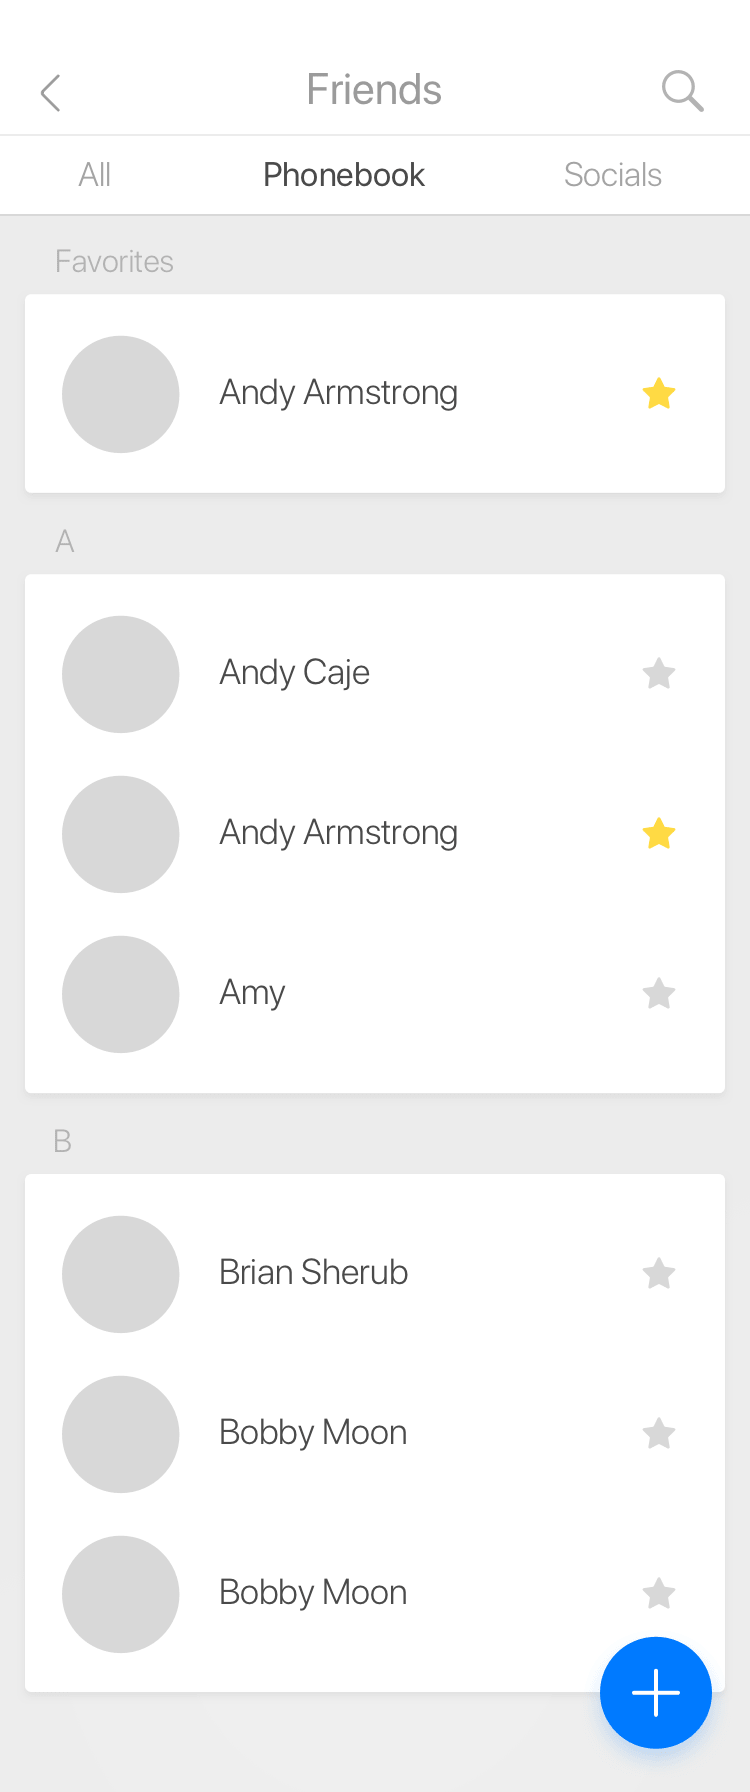 Friends
All Phonebook Socials
Favorites
Andy Armstrong
A
Andy Caje
Andy Armstrong
Amy
B
Brian Sherub
Bobby Moon
Bobby Moon